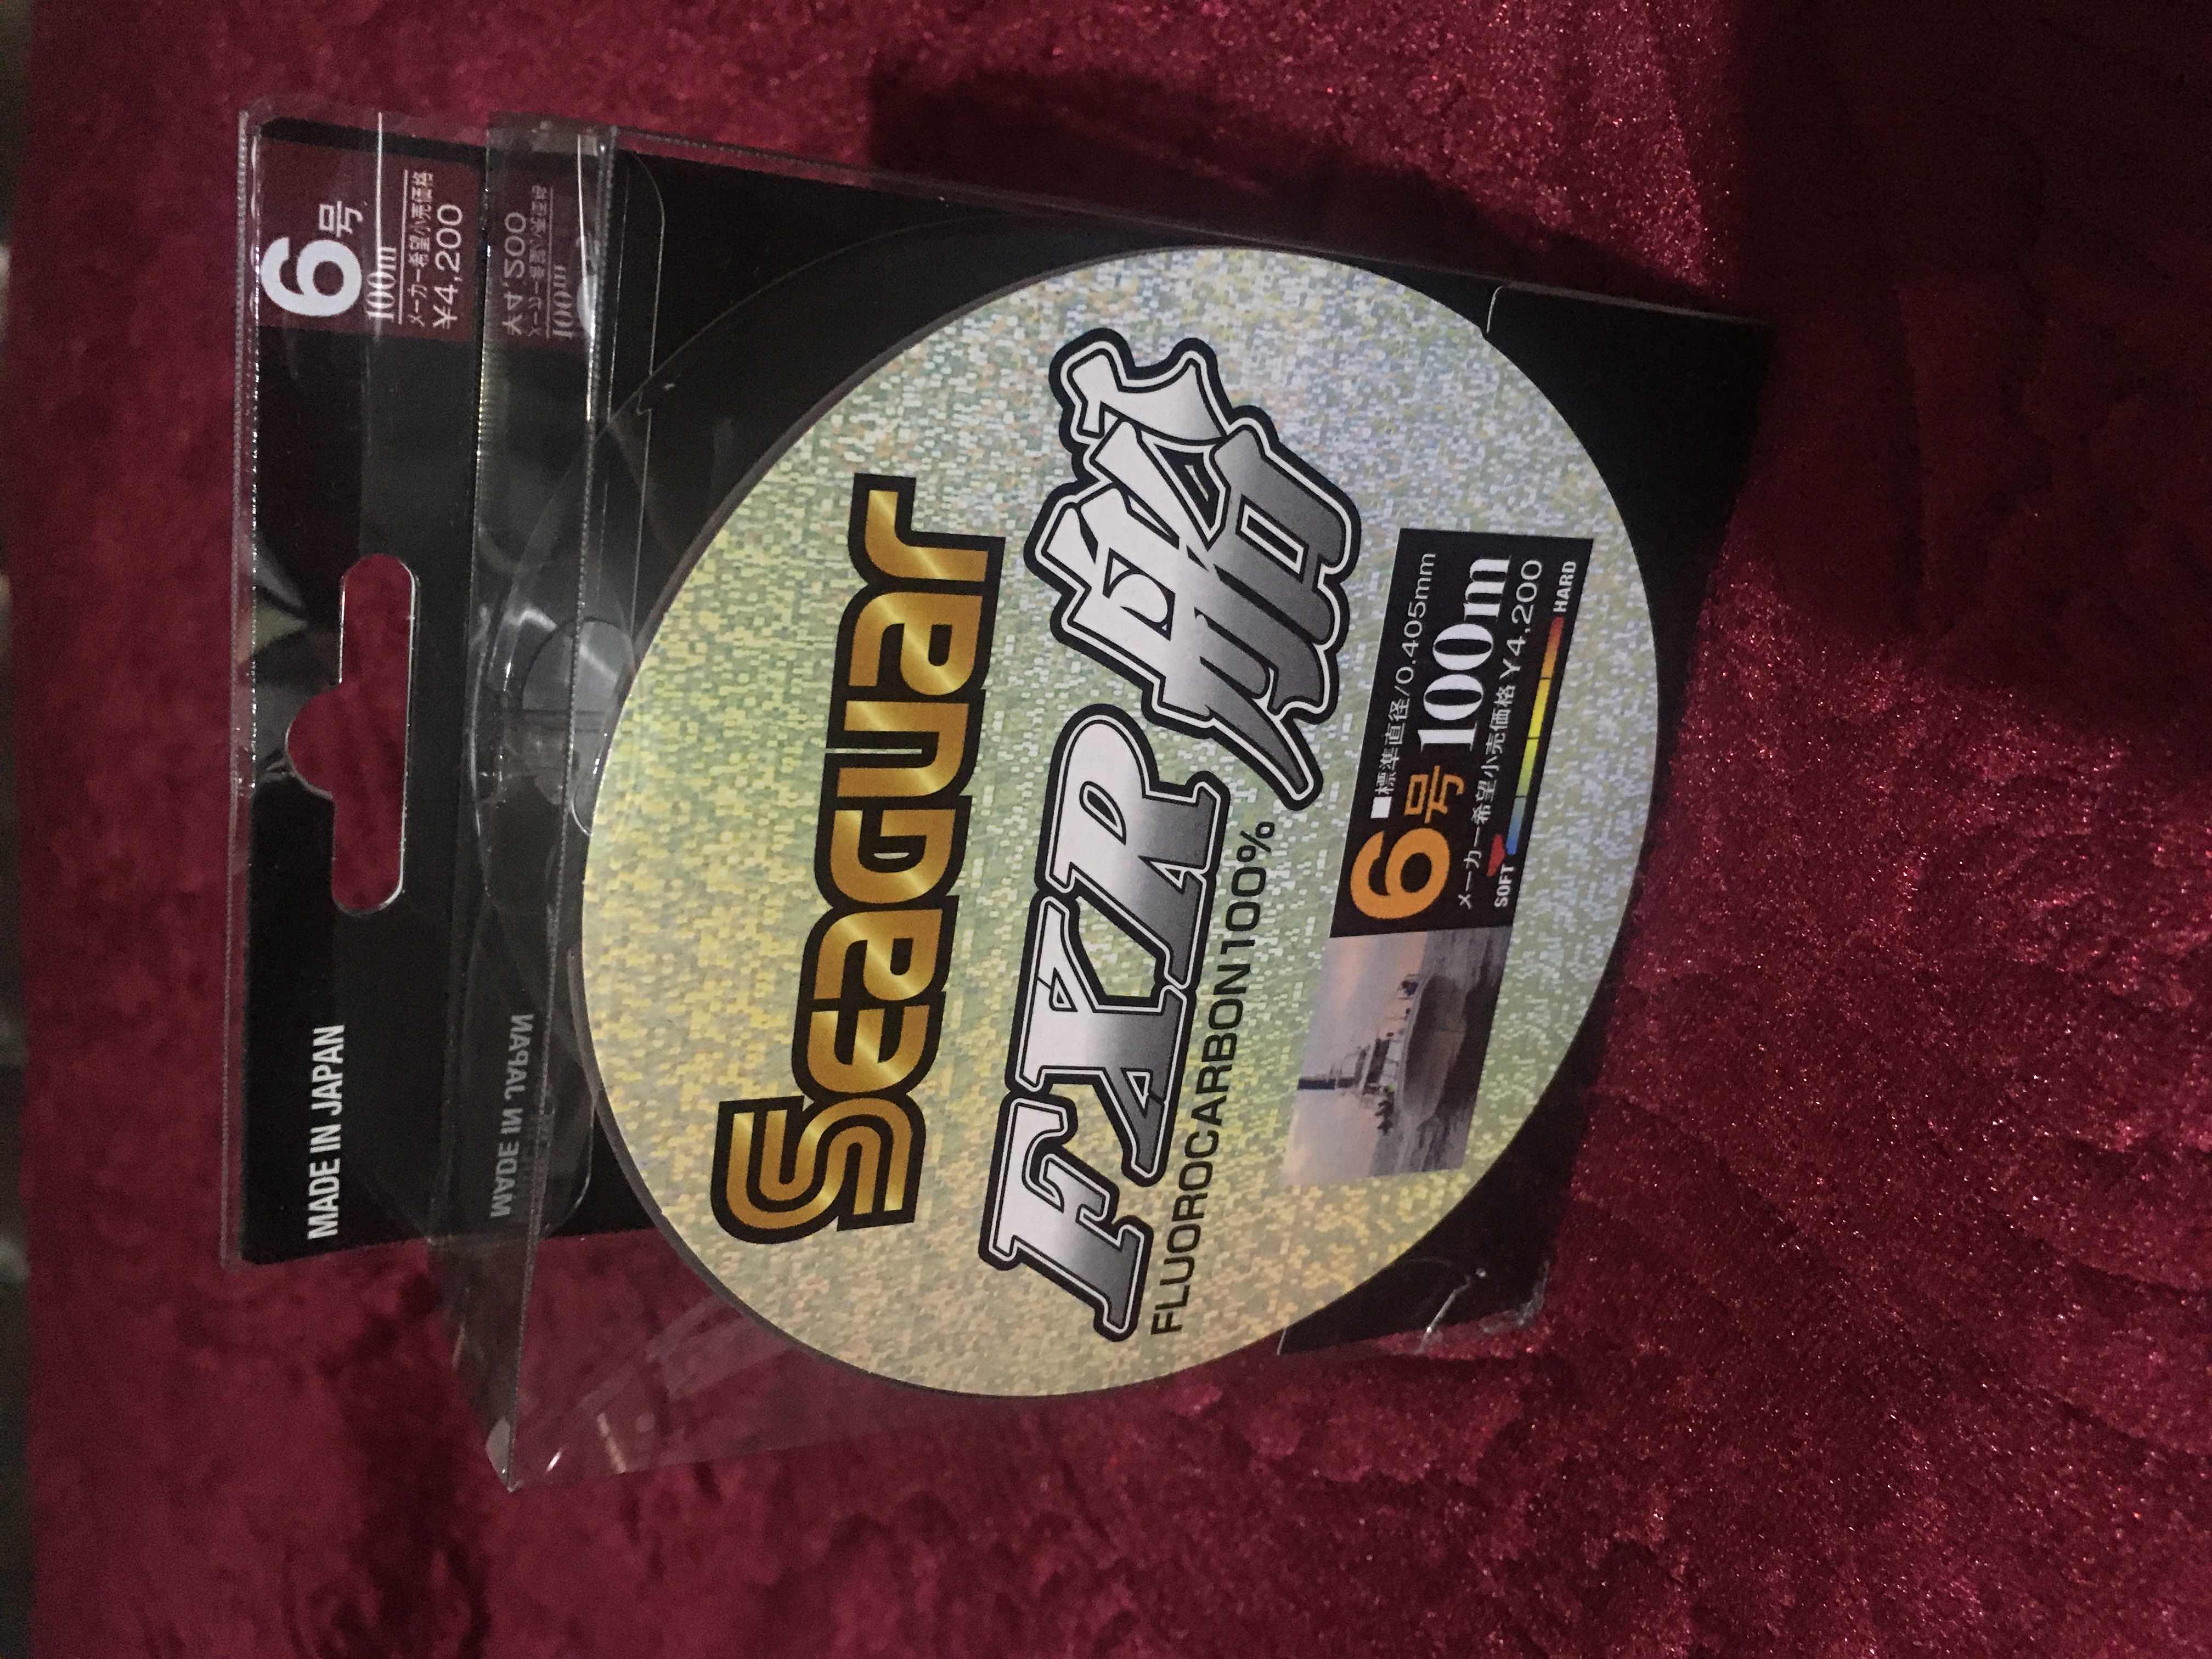 MADE IN JAPAN
6号
100m
メーカー希望小売価格
¥4,200
Seaguar
FXR船
FLUOROCARBON100%
■標準直径/0.405mm
6号 100m
メーカー希望小売価格 ¥4,200
SOFT HARD